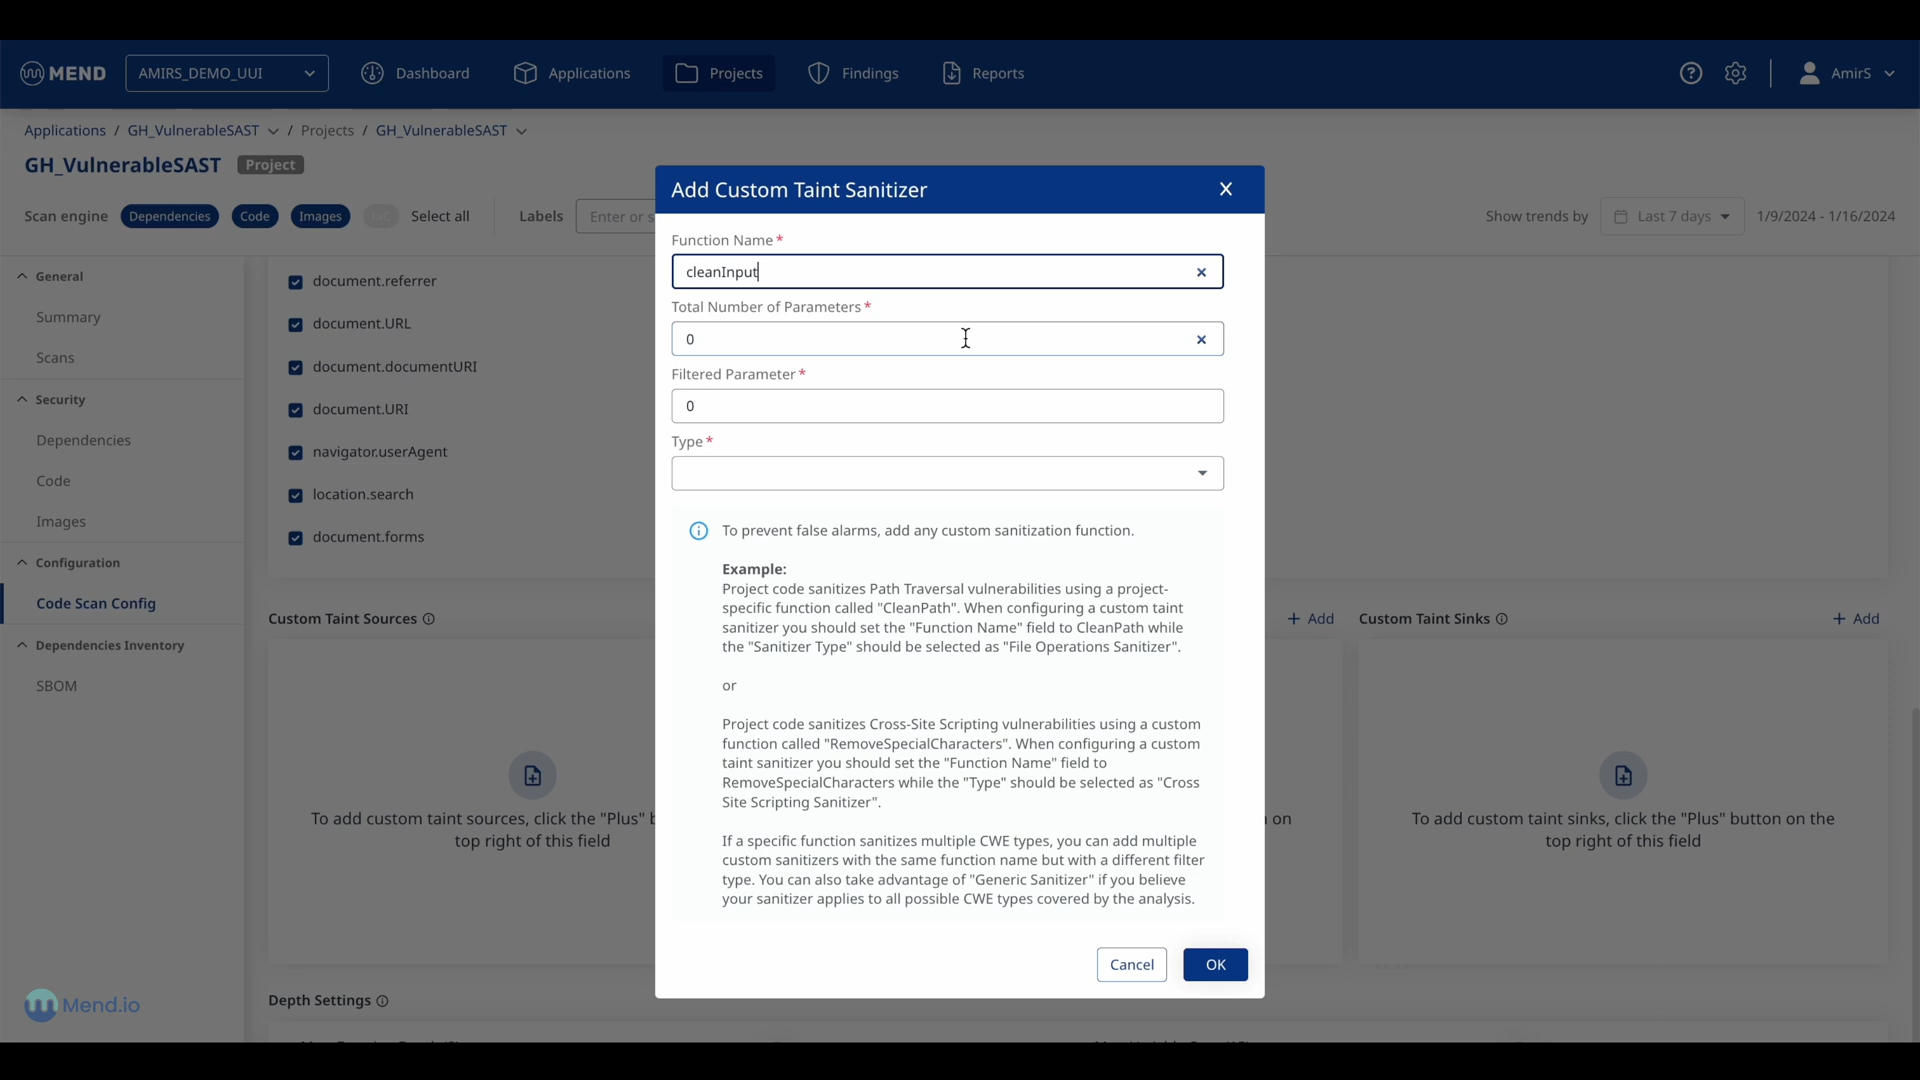 MEND
AMIRS_DEMO_UUI
Dashboard
Applications
Projects
Findings
Reports
AmirS
Applications / GH_VulnerableSAST / Projects / GH_VulnerableSAST
GH_VulnerableSAST Project
Scan engine Dependencies Code Images IaC Select all Labels Enter or s
Show trends by Last 7 days 1/9/2024 - 1/16/2024
General
Summary
Scans
Security
Dependencies
Code
Images
Configuration
Code Scan Config
Dependencies Inventory
SBOM
Mend.io
document.referrer
document.URL
document.documentURI
document.URI
navigator.userAgent
location.search
document.forms
Custom Taint Sources
To add custom taint sources, click the "Plus" b
top right of this field
Add Custom Taint Sanitizer
Function Name*
cleanInput
Total Number of Parameters*
0
Filtered Parameter*
0
Type*
To prevent false alarms, add any custom sanitization function.
Example:
Project code sanitizes Path Traversal vulnerabilities using a project-
specific function called "CleanPath". When configuring a custom taint
sanitizer you should set the "Function Name" field to CleanPath while
the "Sanitizer Type" should be selected as "File Operations Sanitizer".
or
Project code sanitizes Cross-Site Scripting vulnerabilities using a custom
function called "RemoveSpecialCharacters". When configuring a custom
taint sanitizer you should set the "Function Name" field to
RemoveSpecialCharacters while the "Type" should be selected as "Cross
Site Scripting Sanitizer".
If a specific function sanitizes multiple CWE types, you can add multiple
custom sanitizers with the same function name but with a different filter
type. You can also take advantage of "Generic Sanitizer" if you believe
your sanitizer applies to all possible CWE types covered by the analysis.
Cancel
OK
+ Add
on
Custom Taint Sinks
+ Add
To add custom taint sinks, click the "Plus" button on the
top right of this field
Depth Settings